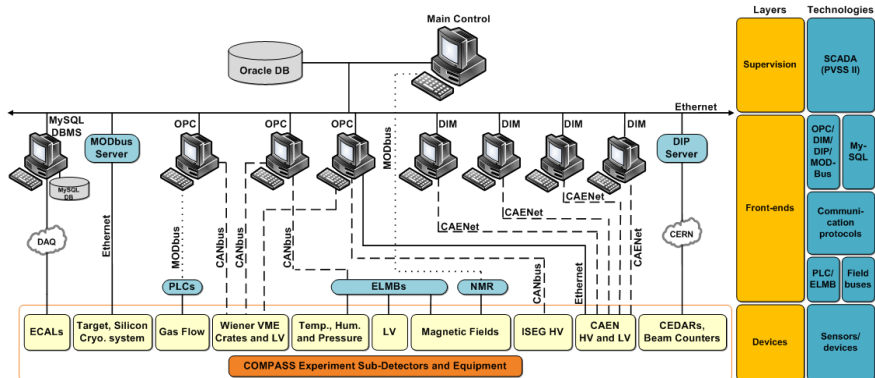 Main Control
Layers
Technologies
Oracle DB
Supervision
SCADA
(PVSS II)
Ethernet
MySQL
DBMS
MODbus
Server
OPC
OPC
OPC
MODbus
DIM
DIM
DIM
DIM
DIP
Server
OPC/
DIM/
DIP/
MOD-
Bus
My-
SQL
MySQL
DB
Front-ends
DAQ
Ethernet
MODbus
CANbus
CANbus
CANbus
CAENet
CAENet
CAENet
CAENet
CERN
Communi-
cation
protocols
CANbus
Ethernet
PLCs
ELMBs
NMR
PLC/
ELMB
Field
buses
ECALs
Target, Silicon
Cryo. system
Gas Flow
Wiener VME
Crates and LV
Temp., Hum.
and Pressure
LV
Magnetic Fields
ISEG HV
CAEN
HV and LV
CEDARs,
Beam Counters
Devices
Sensors/
devices
COMPASS Experiment Sub-Detectors and Equipment